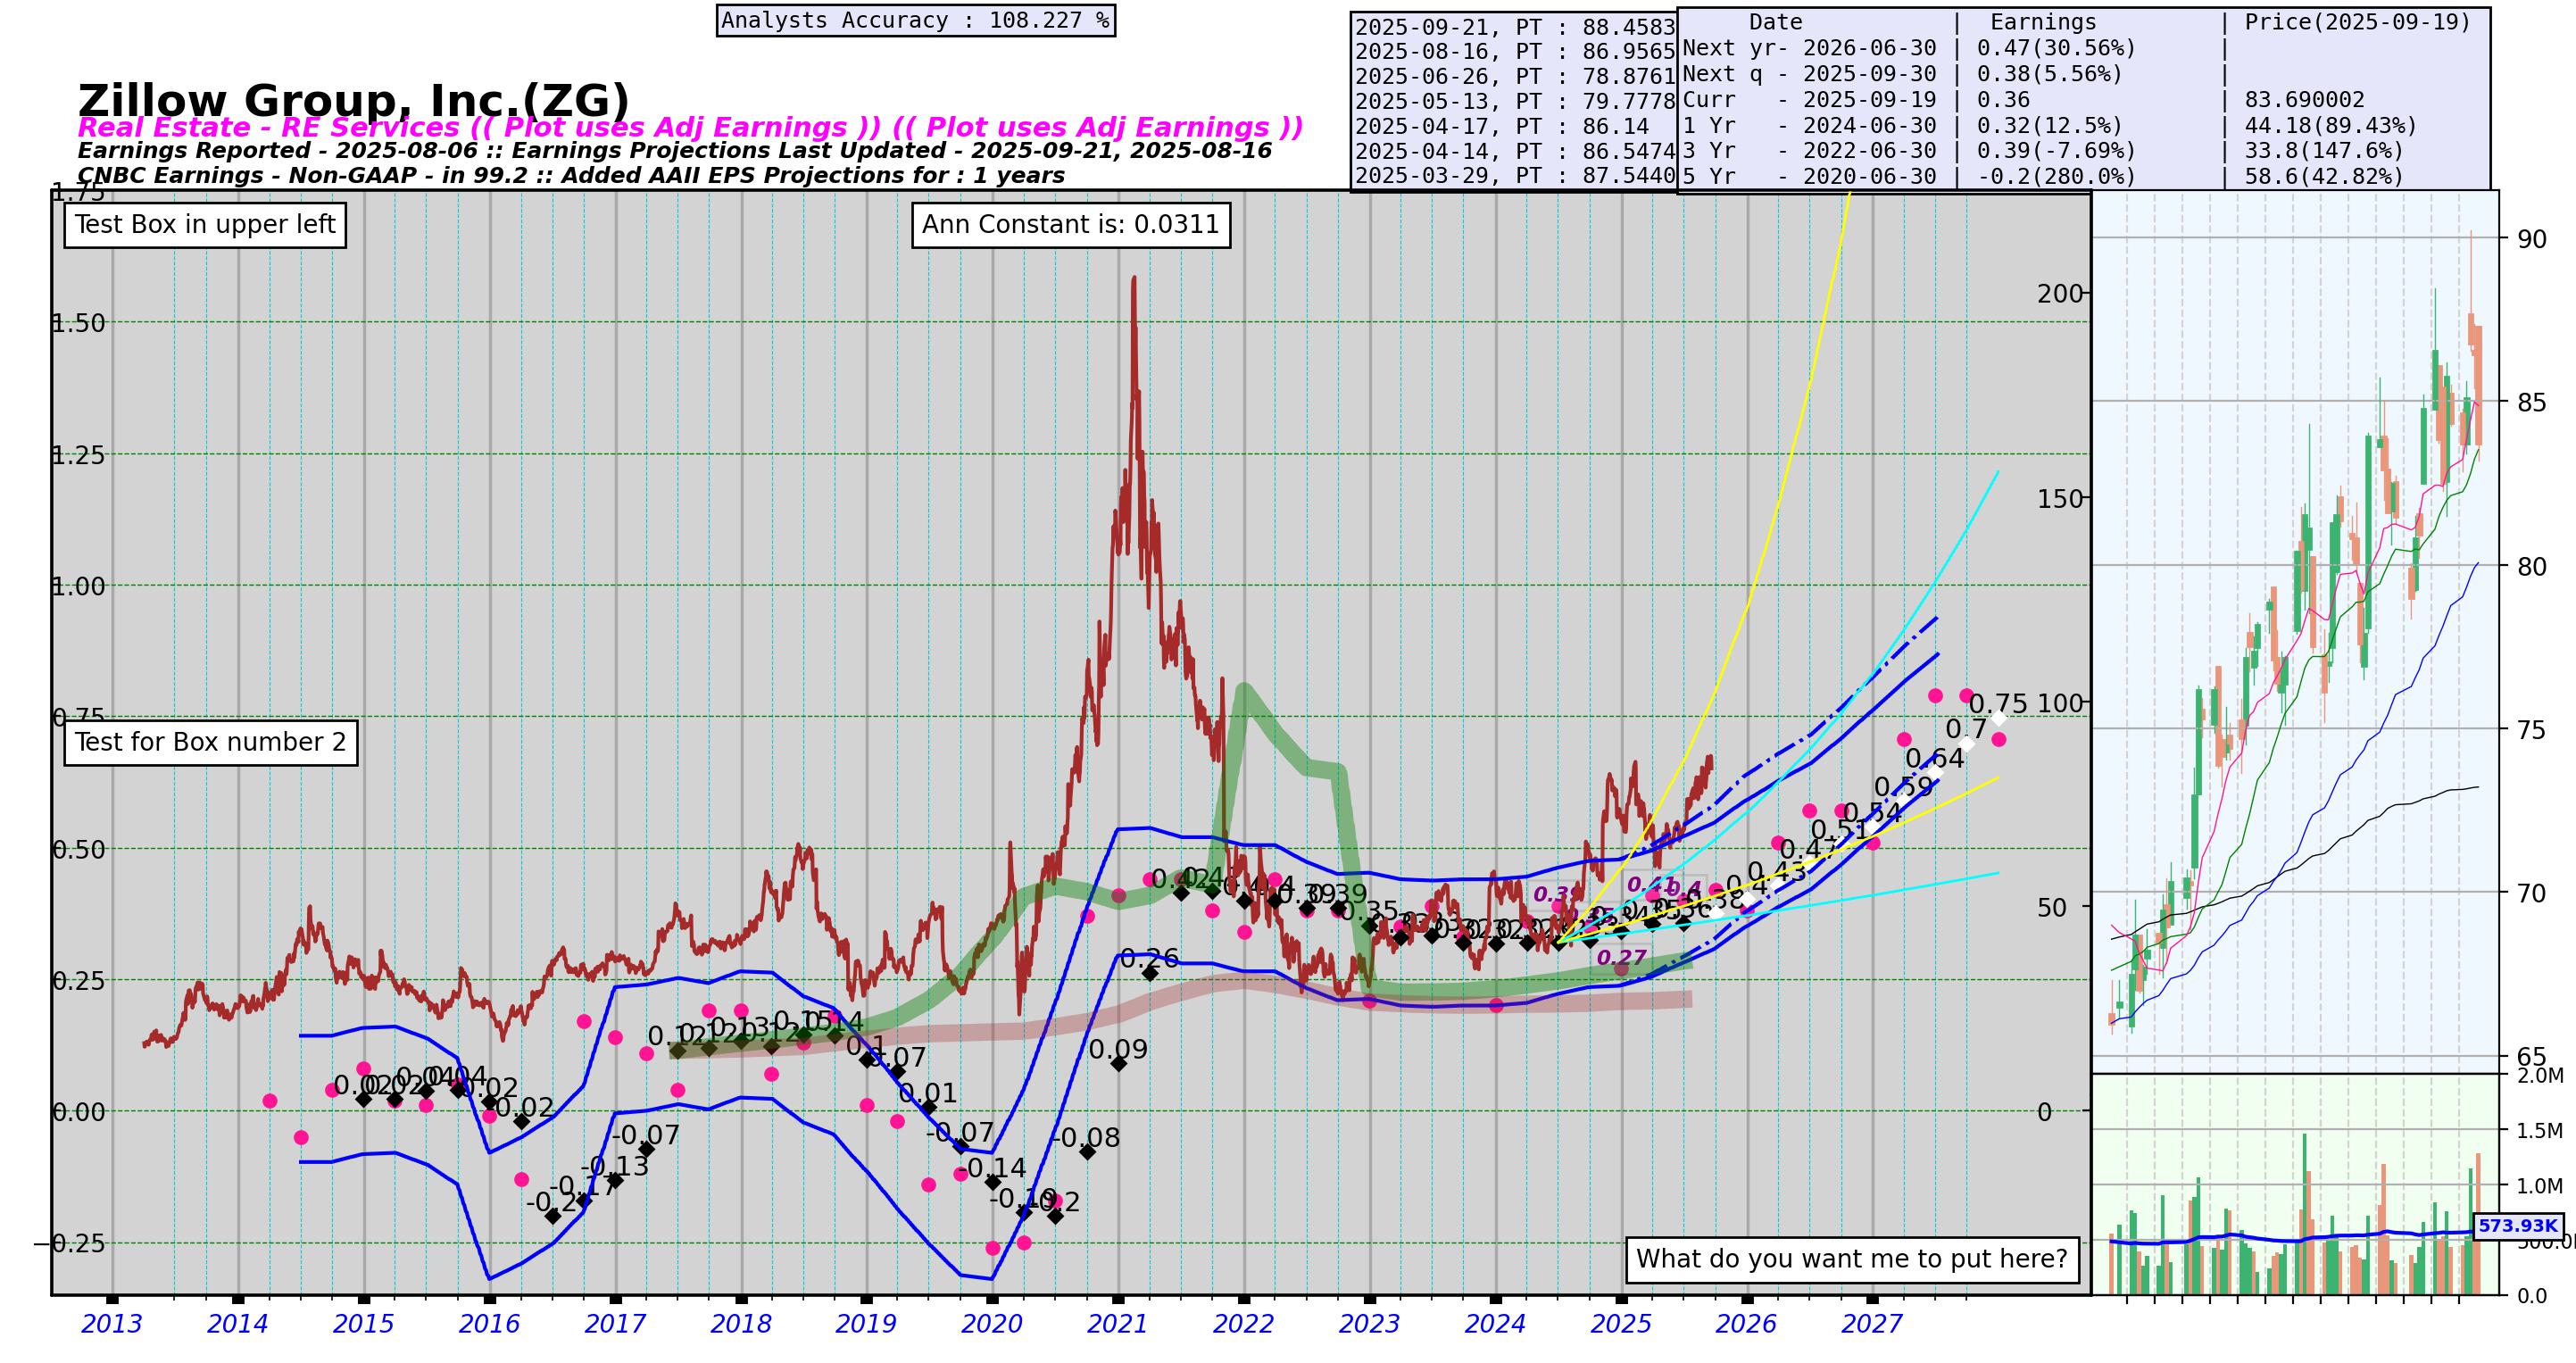 Analysts Accuracy : 108.227 %
2025-09-21, PT : 88.4583
2025-08-16, PT : 86.9565
2025-06-26, PT : 78.8761
2025-05-13, PT : 79.7778
2025-04-17, PT : 86.14
2025-04-14, PT : 86.5474
2025-03-29, PT : 87.5440
Date | Earnings | Price(2025-09-19)
Next yr- 2026-06-30 | 0.47(30.56%) |
Next q - 2025-09-30 | 0.38(5.56%) |
Curr - 2025-09-19 | 0.36 | 83.690002
1 Yr - 2024-06-30 | 0.32(12.5%) | 44.18(89.43%)
3 Yr - 2022-06-30 | 0.39(-7.69%) | 33.8(147.6%)
5 Yr - 2020-06-30 | -0.2(280.0%) | 58.6(42.82%)
Zillow Group, Inc.(ZG)
Real Estate - RE Services (( Plot uses Adj Earnings )) (( Plot uses Adj Earnings ))
Earnings Reported - 2025-08-06 :: Earnings Projections Last Updated - 2025-09-21, 2025-08-16
CNBC Earnings - Non-GAAP - in 99.2 :: Added AAII EPS Projections for : 1 years
Test Box in upper left
Ann Constant is: 0.0311
Test for Box number 2
What do you want me to put here?
1.75
1.50
1.25
1.00
0.75
0.50
0.25
0.00
−0.25
200
150
100
50
0
90
85
80
75
70
65
2.0M
1.5M
1.0M
573.93K
0.0
0.02
-0.2
-0.13
-0.07
0.07
0.01
-0.07
-0.14
-0.2
-0.08
0.09
0.26
0.39
0.27
0.41
0.4
0.43
0.47
0.51
0.54
0.59
0.64
0.7
0.75
2013 2014 2015 2016 2017 2018 2019 2020 2021 2022 2023 2024 2025 2026 2027